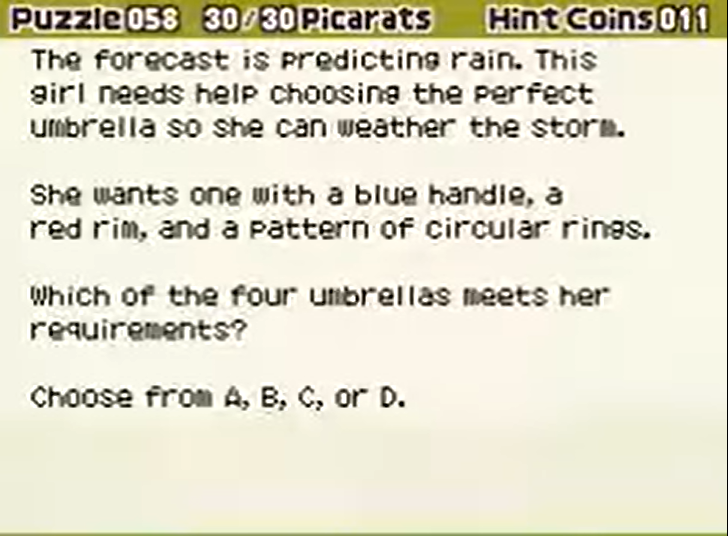 Puzzle 058 30/30 Picarats Hint Coins 011
The forecast is predicting rain. This
girl needs help choosing the perfect
umbrella so she can weather the storm.
She wants one with a blue handle, a
red rim, and a pattern of circular rings.
Which of the four umbrellas meets her
requirements?
Choose from A, B, C, or D.